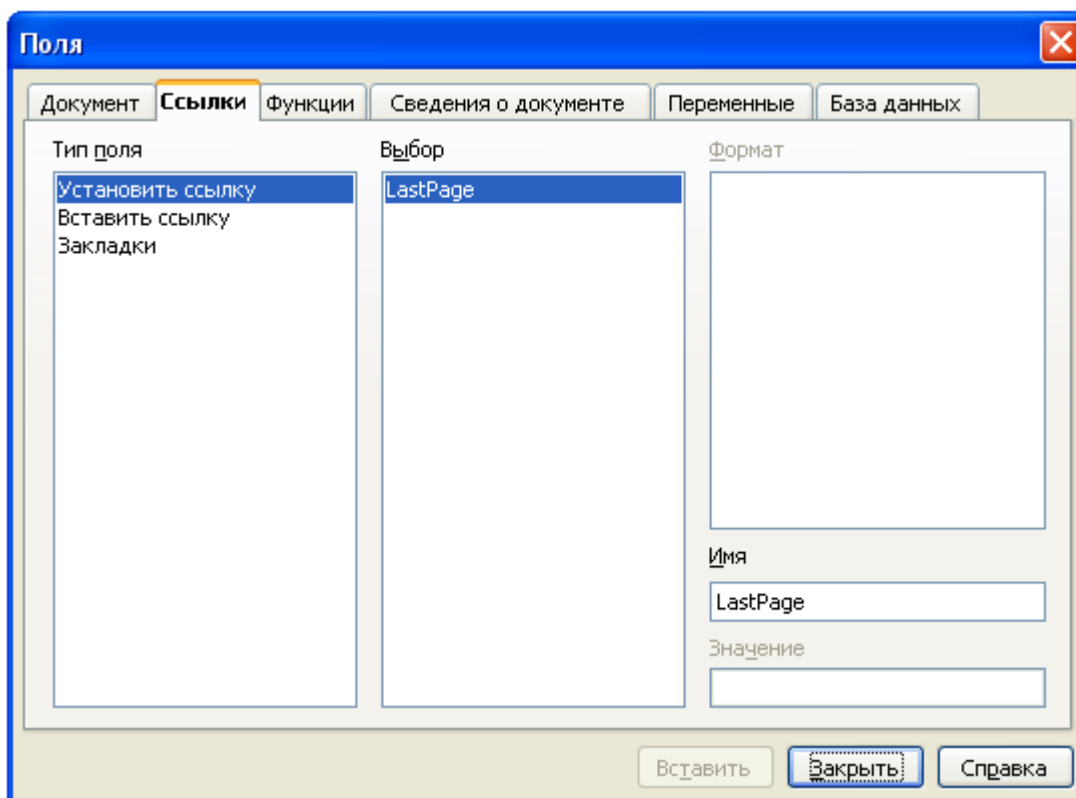 Поля
Документ Ссылки Функции Сведения о документе Переменные База данных
Тип поля Выбор Формат
Установить ссылку LastPage
Вставить ссылку
Закладки
Имя
LastPage
Значение
Вставить Закрыть Справка